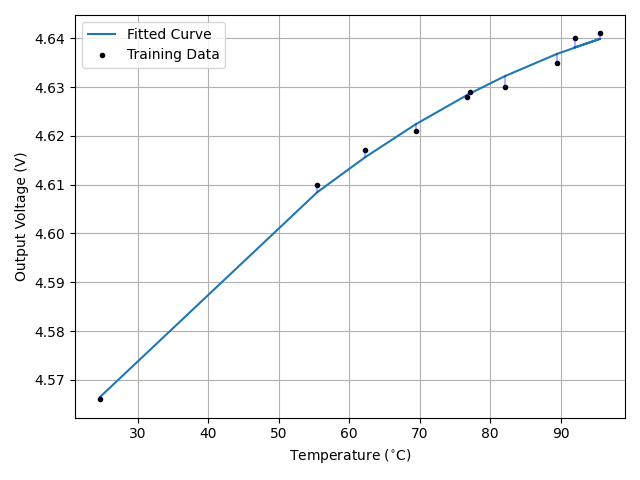 Fitted Curve
Training Data
4.64
4.63
4.62
4.61
4.60
4.59
4.58
4.57
Output Voltage (V)
30 40 50 60 70 80 90
Temperature (°C)